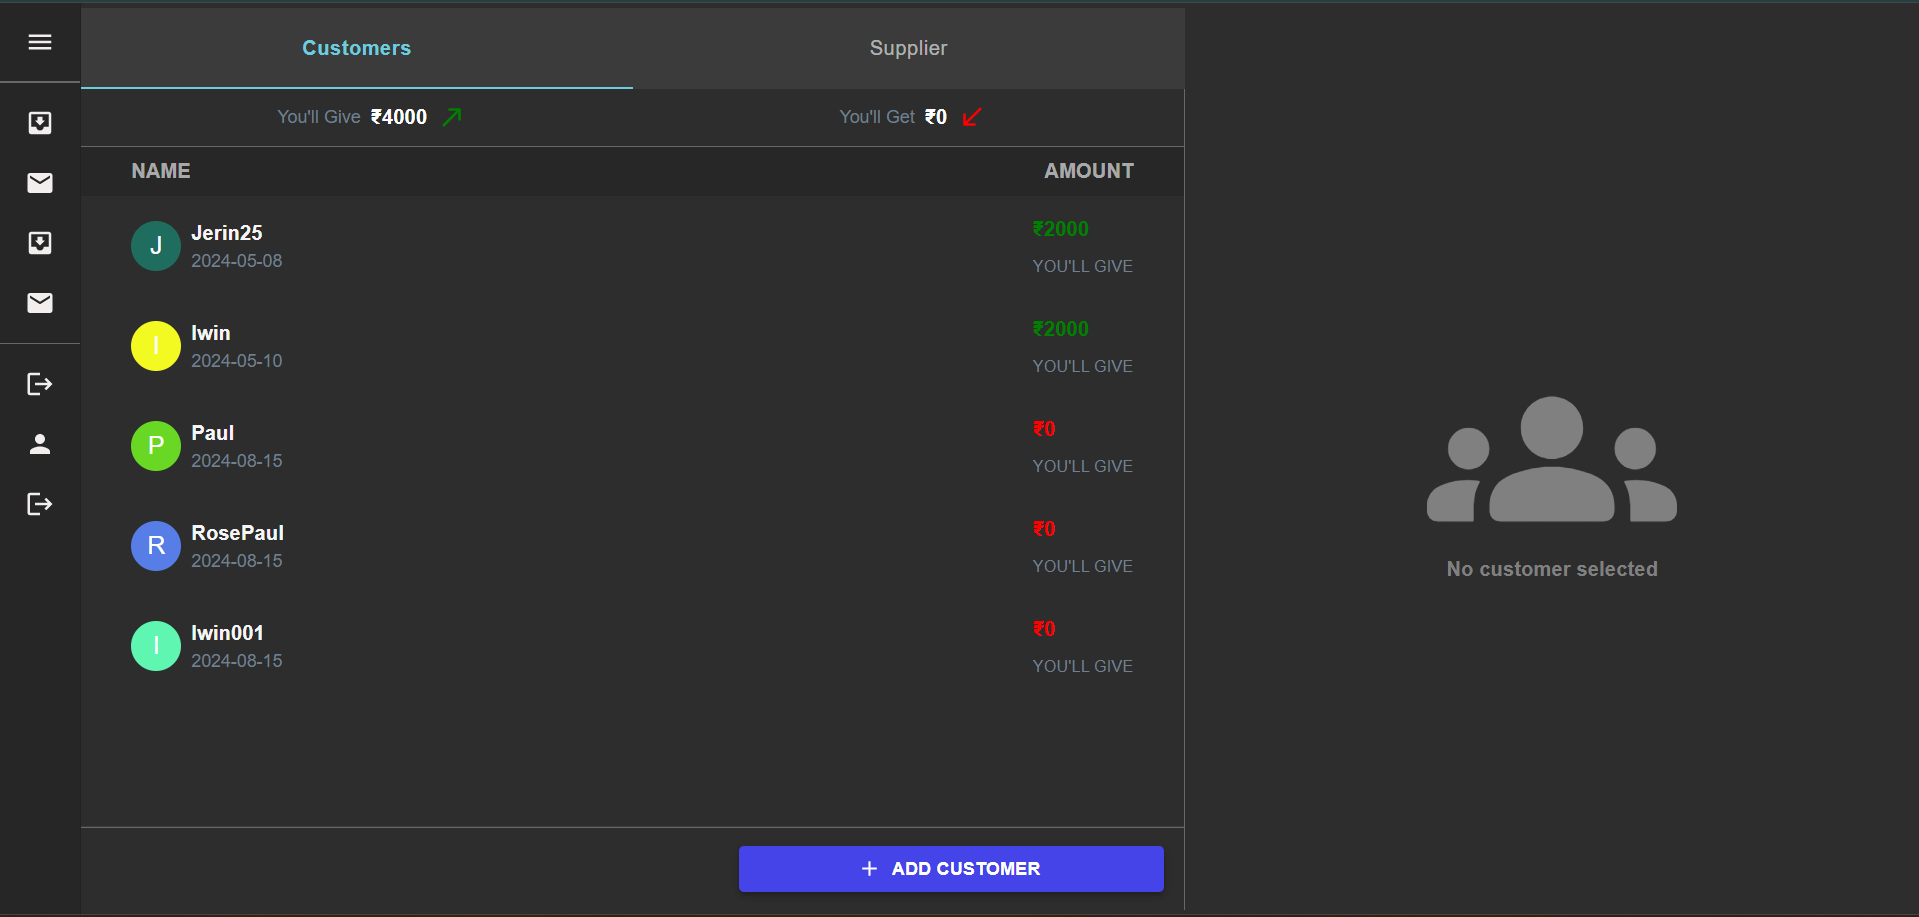 Customers
Supplier
You'll Give ₹4000
You'll Get ₹0
NAME
AMOUNT
J
Jerin25
2024-05-08
₹2000
YOU'LL GIVE
I
Iwin
2024-05-10
₹2000
YOU'LL GIVE
P
Paul
2024-08-15
₹0
YOU'LL GIVE
R
RosePaul
2024-08-15
₹0
YOU'LL GIVE
I
Iwin001
2024-08-15
₹0
YOU'LL GIVE
No customer selected
+ ADD CUSTOMER